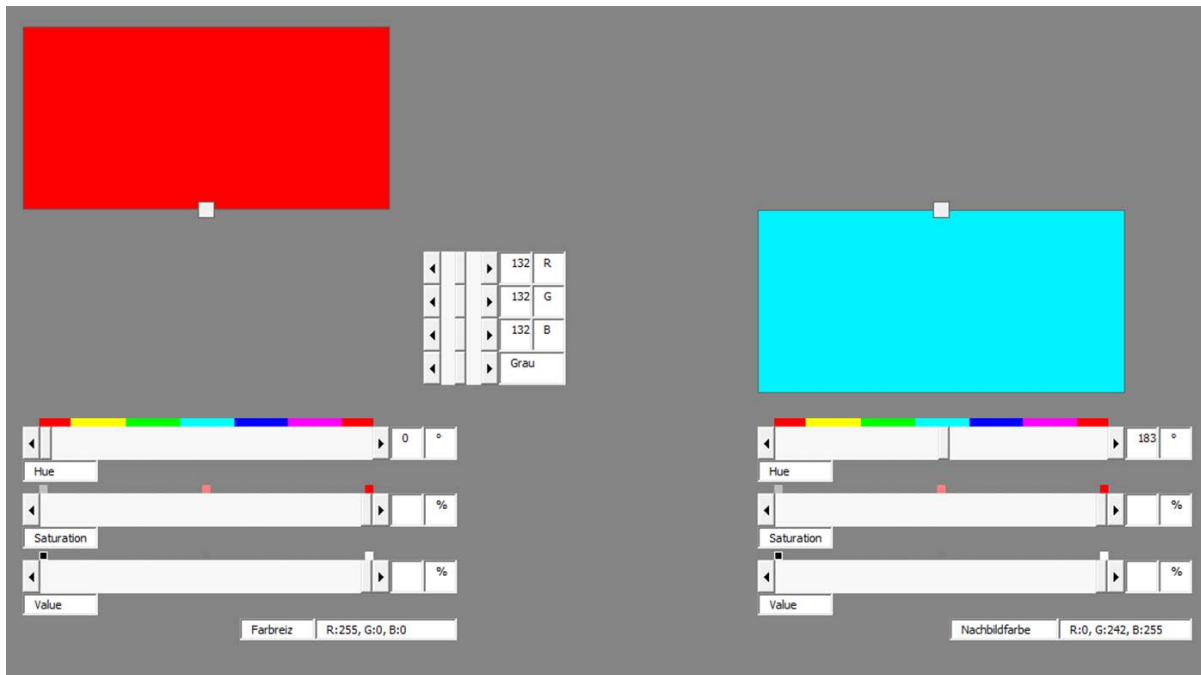 132 R
132 G
132 B
Grau
0 °
Hue
%
Saturation
%
Value
Farbreiz R:255, G:0, B:0
183 °
Hue
%
Saturation
%
Value
Nachbildfarbe R:0, G:242, B:255